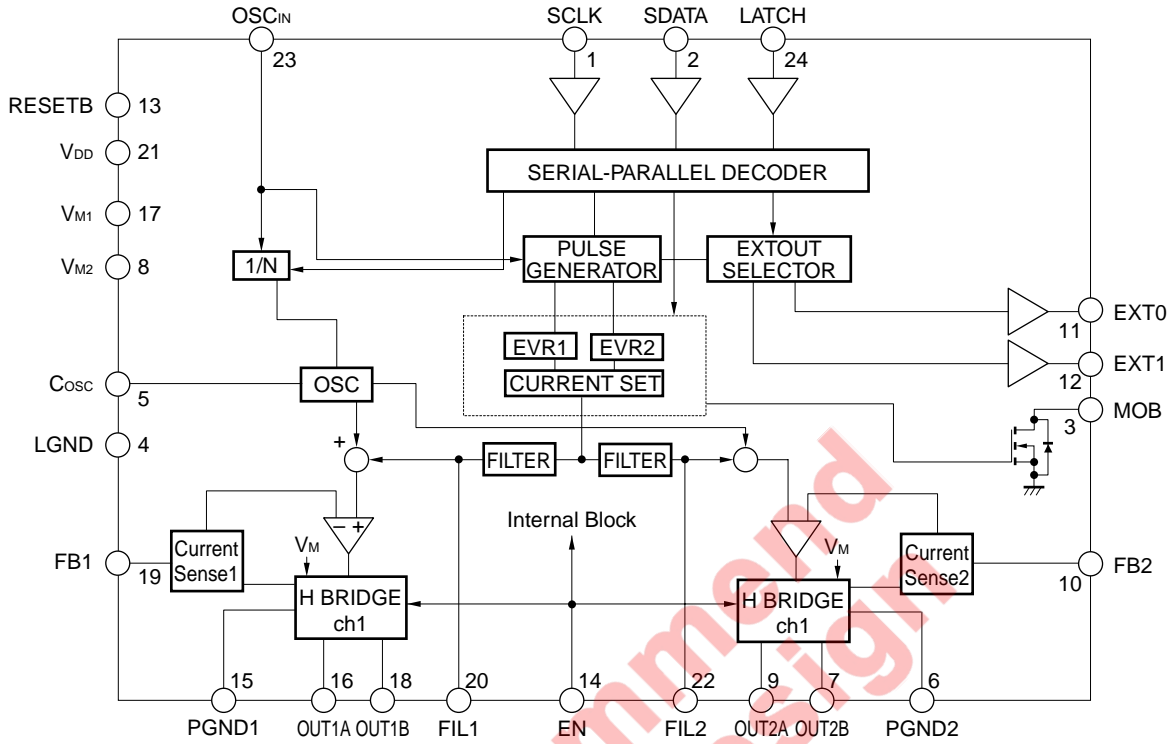 OSCIN
SCLK
SDATA
LATCH
23
1
2
24
RESETB
13
VDD
21
SERIAL-PARALLEL DECODER
VM1
17
VM2
8
1/N
PULSE
GENERATOR
EXTOUT
SELECTOR
EXT0
11
EVR1
EVR2
CURRENT SET
EXT1
12
COSC
5
OSC
MOB
3
LGND
4
+
FILTER
FILTER
Internal Block
FB1
19
Current
Sense1
VM
− +
H BRIDGE
ch1
VM
H BRIDGE
ch1
Current
Sense2
FB2
10
15
16
18
20
14
22
9
7
6
PGND1
OUT1A
OUT1B
FIL1
EN
FIL2
OUT2A
OUT2B
PGND2
mmend
sign